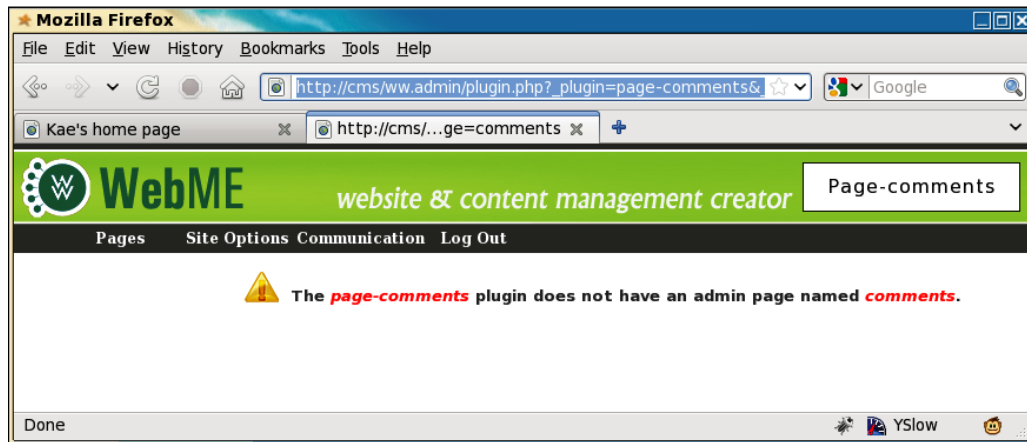 Mozilla Firefox
File Edit View History Bookmarks Tools Help
http://cms/ww.admin/plugin.php?_plugin=page-comments&_ Google
Kae's home page http://cms/...ge=comments
W WebME website & content management creator Page-comments
Pages Site Options Communication Log Out
The page-comments plugin does not have an admin page named comments.
Done YSlow